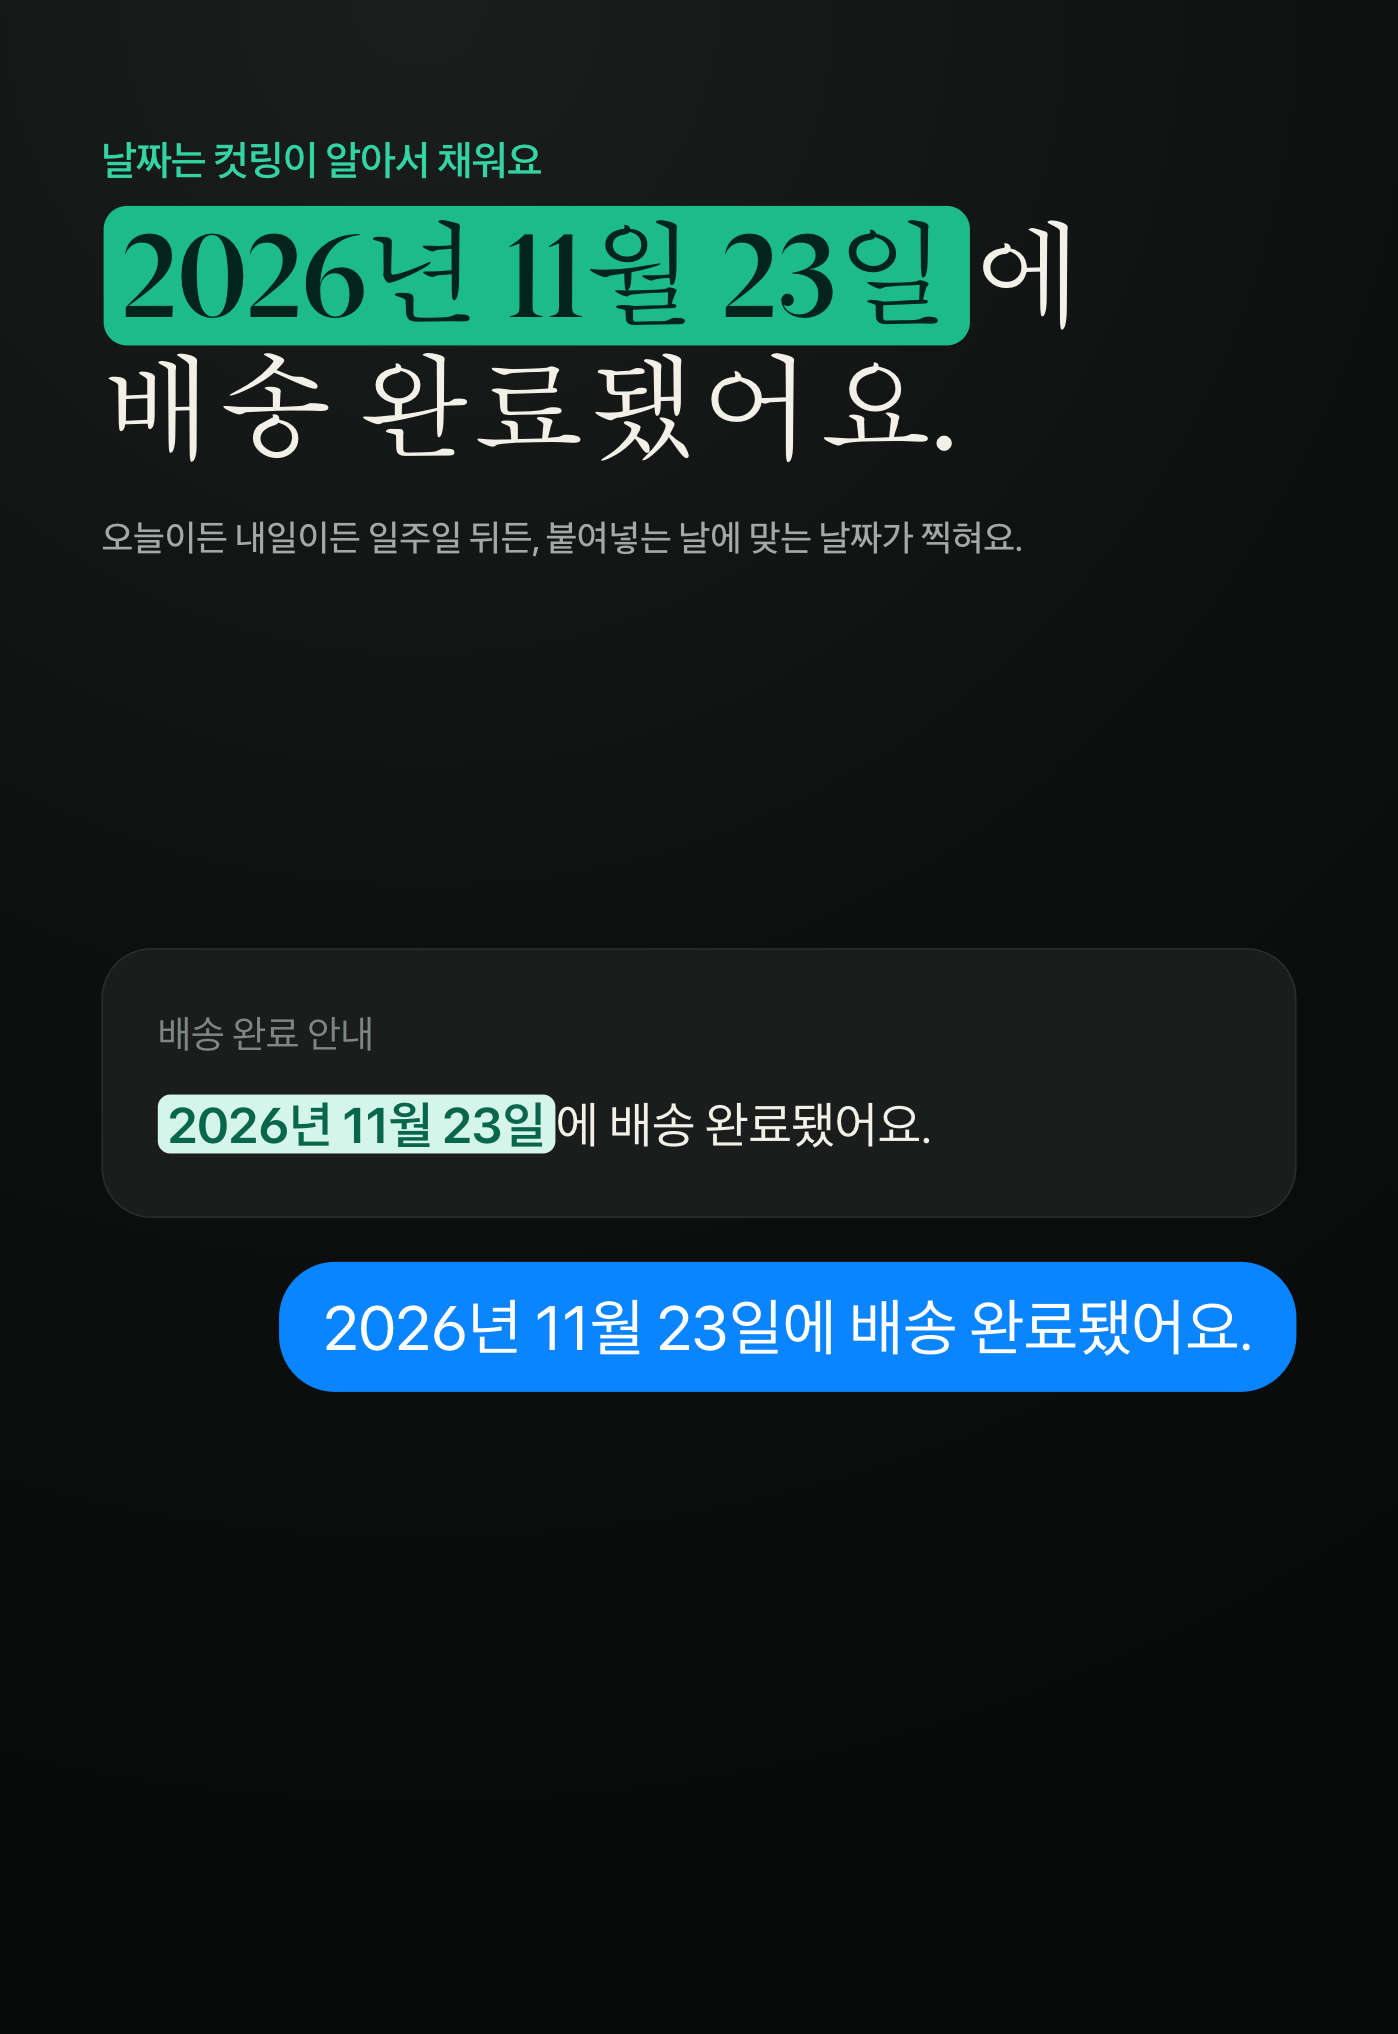 날짜는 컷링이 알아서 채워요
2026년 11월 23일에
배송 완료됐어요.
오늘이든 내일이든 일주일 뒤든, 붙여넣는 날에 맞는 날짜가 찍혀요.
배송 완료 안내
2026년 11월 23일에 배송 완료됐어요.
2026년 11월 23일에 배송 완료됐어요.